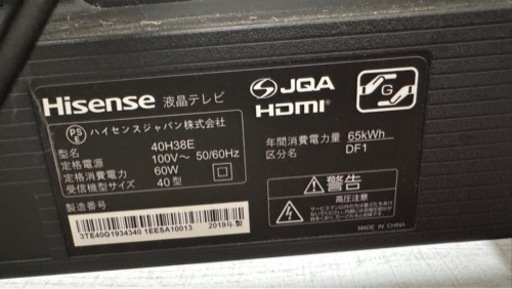 Hisense 液晶テレビ
PS E ハイセンスジャパン株式会社
型名 40H38E
定格電源 100V～ 50/60Hz
定格消費電力 60W
受信機型サイズ 40型
製造番号
3TE40G1934340 1EESA10013 2019年製
JQA
HDMI
G
年間消費電力量 65kWh
区分名 DF1
警告
高圧注意
MADE IN CHINA